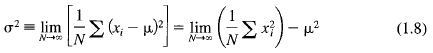 σ² ≡ lim_{N→∞} [ 1/N ∑ (xᵢ − μ)² ] = lim_{N→∞} ( 1/N ∑ xᵢ² ) − μ² (1.8)